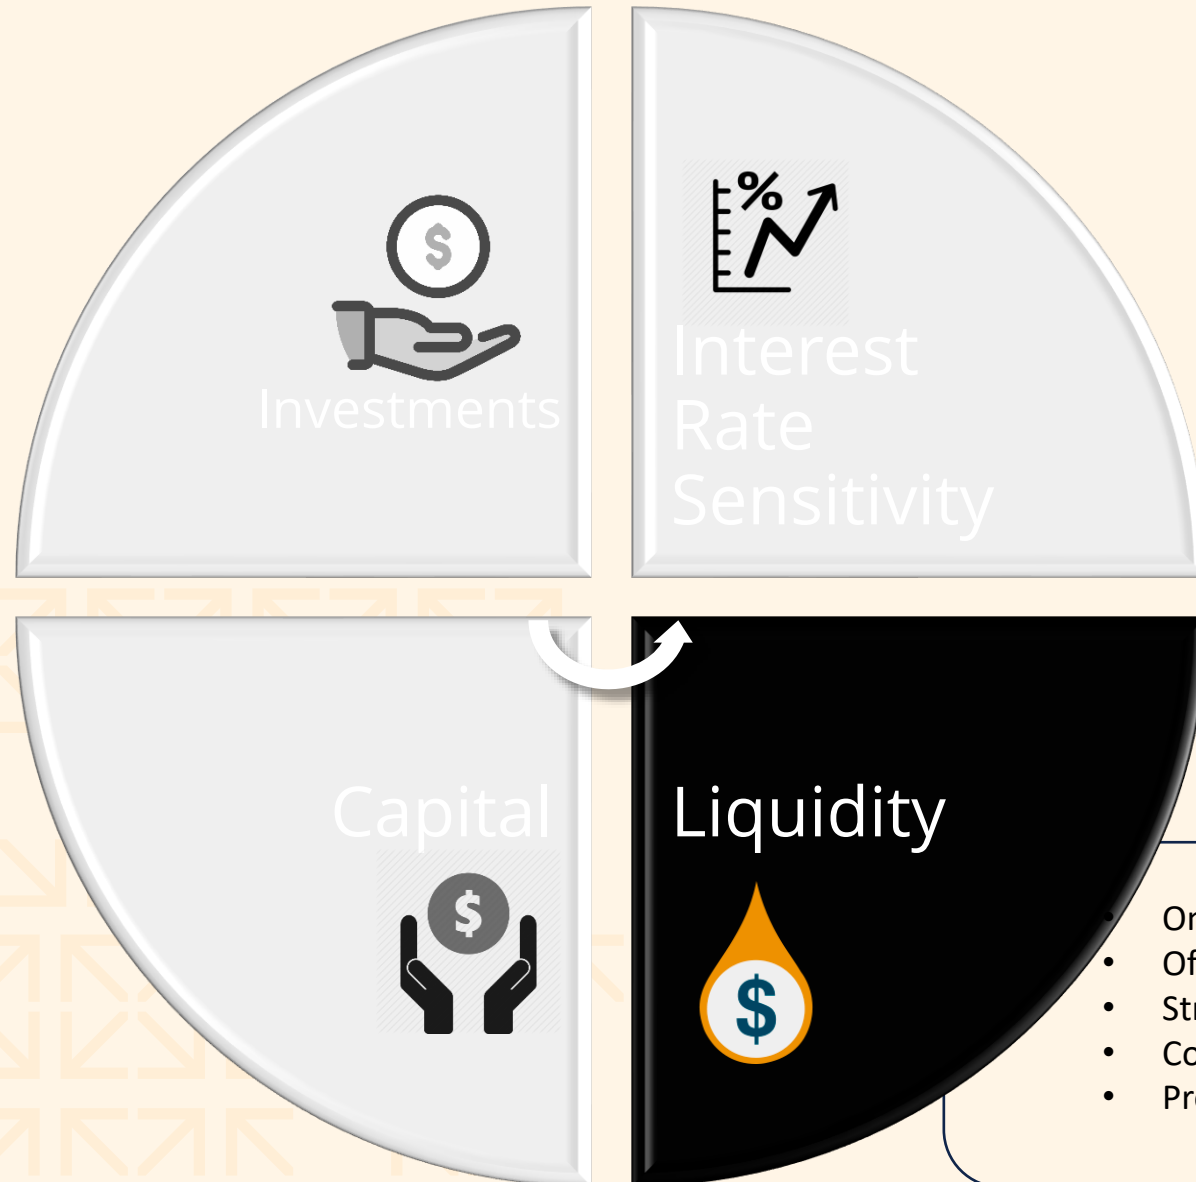 $
%
Investments
Interest
Rate
Sensitivity
Capital
Liquidity
$
$